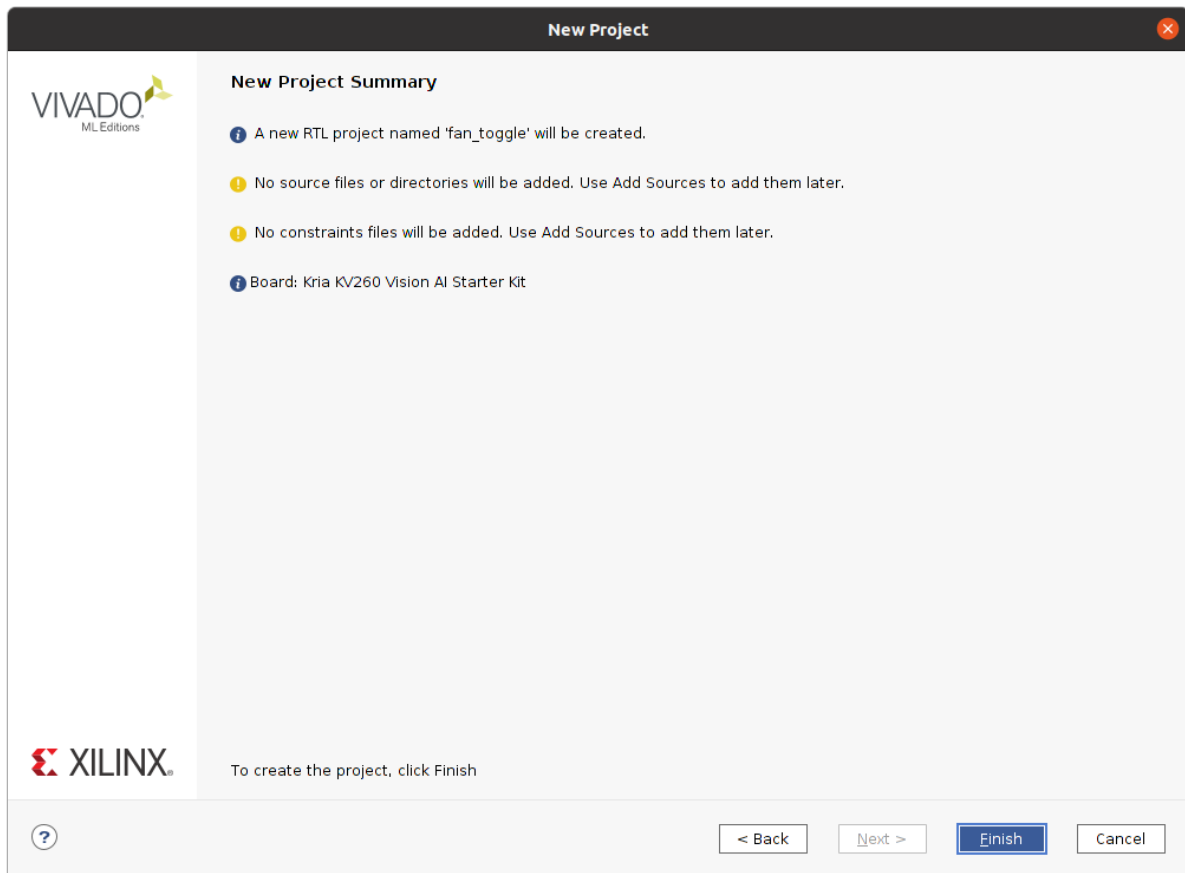 New Project
VIVADO.
ML Editions
New Project Summary
A new RTL project named 'fan_toggle' will be created.
No source files or directories will be added. Use Add Sources to add them later.
No constraints files will be added. Use Add Sources to add them later.
Board: Kria KV260 Vision AI Starter Kit
XILINX®
To create the project, click Finish
?
< Back
Next >
Finish
Cancel